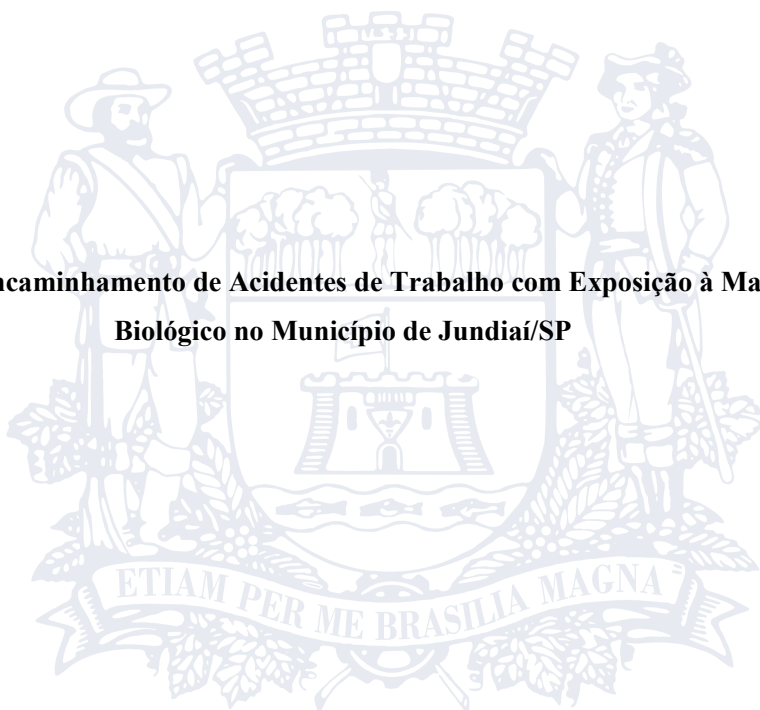 ncaminhamento de Acidentes de Trabalho com Exposição à Ma
Biológico no Município de Jundiaí/SP
ETIAM PER ME BRASILIA MAGNA